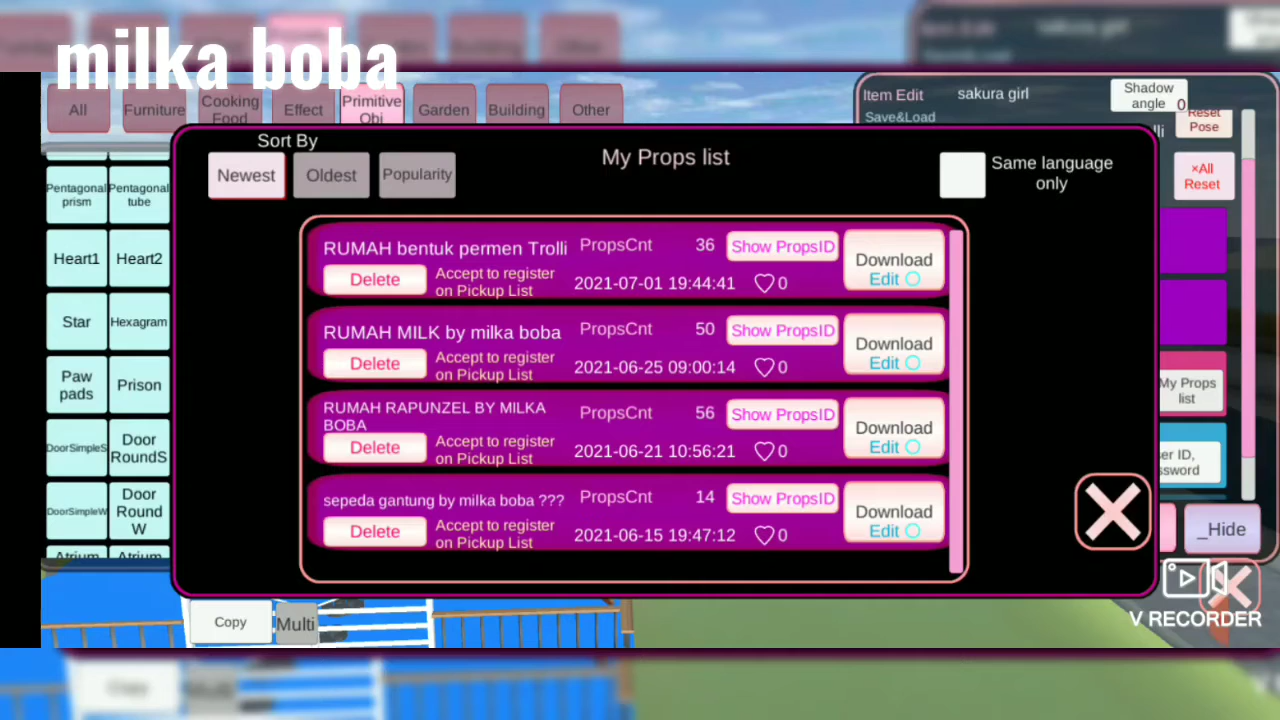 milka boba
All
Furniture
Cooking
Food
Effect
Primitive
Obj
Garden
Building
Other
Item Edit
sakura girl
Shadow
angle
0
Save&Load
Reset
Pose
lli
×All
Reset
Sort By
Newest
Oldest
Popularity
My Props list
Same language
only
Pentagonal
prism
Pentagonal
tube
Heart1
Heart2
Star
Hexagram
Paw
pads
Prison
DoorSimpleS
Door
RoundS
DoorSimpleW
Door
Round
W
Atrium
Atrium
RUMAH bentuk permen Trolli
PropsCnt
36
Show PropsID
Download
Edit
Delete
Accept to register
on Pickup List
2021-07-01 19:44:41
0
RUMAH MILK by milka boba
PropsCnt
50
Show PropsID
Download
Edit
Delete
Accept to register
on Pickup List
2021-06-25 09:00:14
0
RUMAH RAPUNZEL BY MILKA
BOBA
PropsCnt
56
Show PropsID
Download
Edit
Delete
Accept to register
on Pickup List
2021-06-21 10:56:21
0
sepeda gantung by milka boba ???
PropsCnt
14
Show PropsID
Download
Edit
Delete
Accept to register
on Pickup List
2021-06-15 19:47:12
0
My Props
list
er ID,
ssword
_Hide
Copy
Multi
V RECORDER